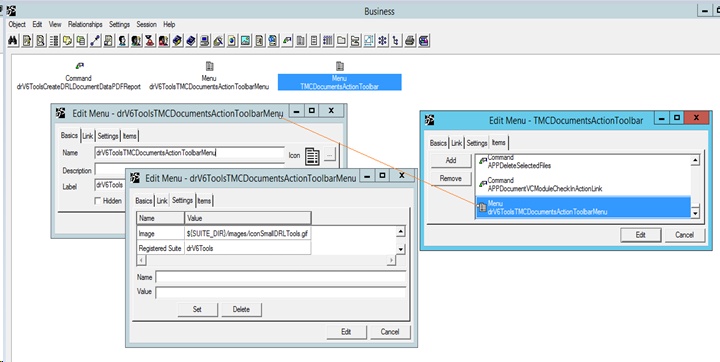 Business
Object Edit View Relationships Settings Session Help
Command Menu Menu
drV6ToolsCreateDRLDocumentDataPDFReport drV6ToolsTMCDocumentsActionToolbarMenu TMCDocumentsActionToolbar
Edit Menu - drV6ToolsTMCDocumentsActionToolbarMenu
Basics Link Settings Items
Name drV6ToolsTMCDocumentsActionToolbarMenu Icon ...
Description
Label drV6Tools
Hidden
Edit Menu - drV6ToolsTMCDocumentsActionToolbarMenu
Basics Link Settings Items
Name Value
Image ${SUITE_DIR}/images/iconSmallDRLTools.gif
Registered Suite drV6Tools
Name
Value
Set Delete
Edit Cancel
Edit Menu - TMCDocumentsActionToolbar
Basics Link Settings Items
Add
Remove
Command
APPDeleteSelectedFiles
Command
APPDocumentVCModuleCheckInActionLink
Menu
drV6ToolsTMCDocumentsActionToolbarMenu
Edit Cancel